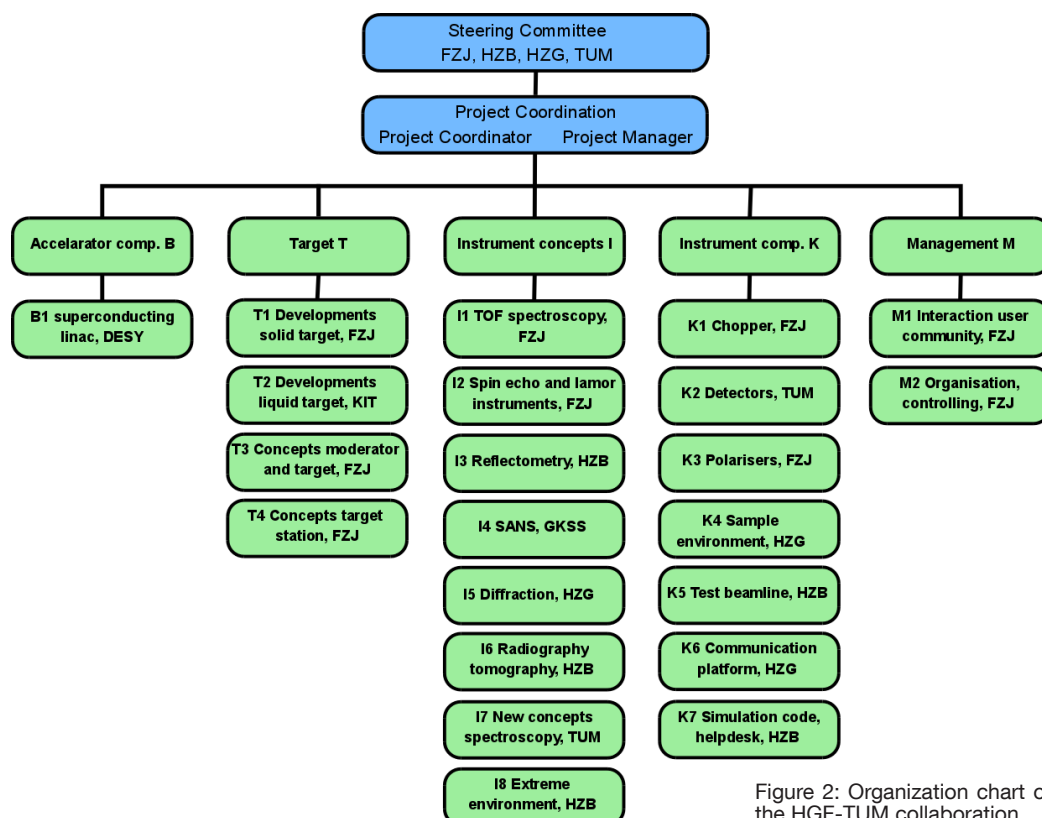 Steering Committee
FZJ, HZB, HZG, TUM
Project Coordination
Project Coordinator Project Manager
Accelarator comp. B
Target T
Instrument concepts I
Instrument comp. K
Management M
B1 superconducting
linac, DESY
T1 Developments
solid target, FZJ
T2 Developments
liquid target, KIT
T3 Concepts moderator
and target, FZJ
T4 Concepts target
station, FZJ
I1 TOF spectroscopy,
FZJ
I2 Spin echo and lamor
instruments, FZJ
I3 Reflectometry, HZB
I4 SANS, GKSS
I5 Diffraction, HZG
I6 Radiography
tomography, HZB
I7 New concepts
spectroscopy, TUM
I8 Extreme
environment, HZB
K1 Chopper, FZJ
K2 Detectors, TUM
K3 Polarisers, FZJ
K4 Sample
environment, HZG
K5 Test beamline, HZB
K6 Communication
platform, HZG
K7 Simulation code,
helpdesk, HZB
M1 Interaction user
community, FZJ
M2 Organisation,
controlling, FZJ
Figure 2: Organization chart o
the HGF-TUM collaboration